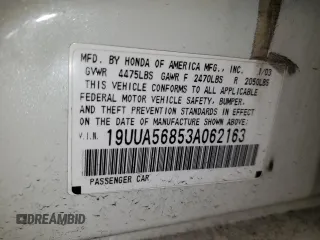 MFD. BY HONDA OF AMERICA MFG., INC. 1/03
GVWR 4475LBS GAWR F 2470LBS R 2050LBS
THIS VEHICLE CONFORMS TO ALL APPLICABLE
FEDERAL MOTOR VEHICLE SAFETY, BUMPER,
AND THEFT PREVENTION STANDARDS IN EFFECT
ON THE DATE OF MANUFACTURE SHOWN ABOVE.
V.I.N. 19UUA56853A062163
PASSENGER CAR
DREAMBID